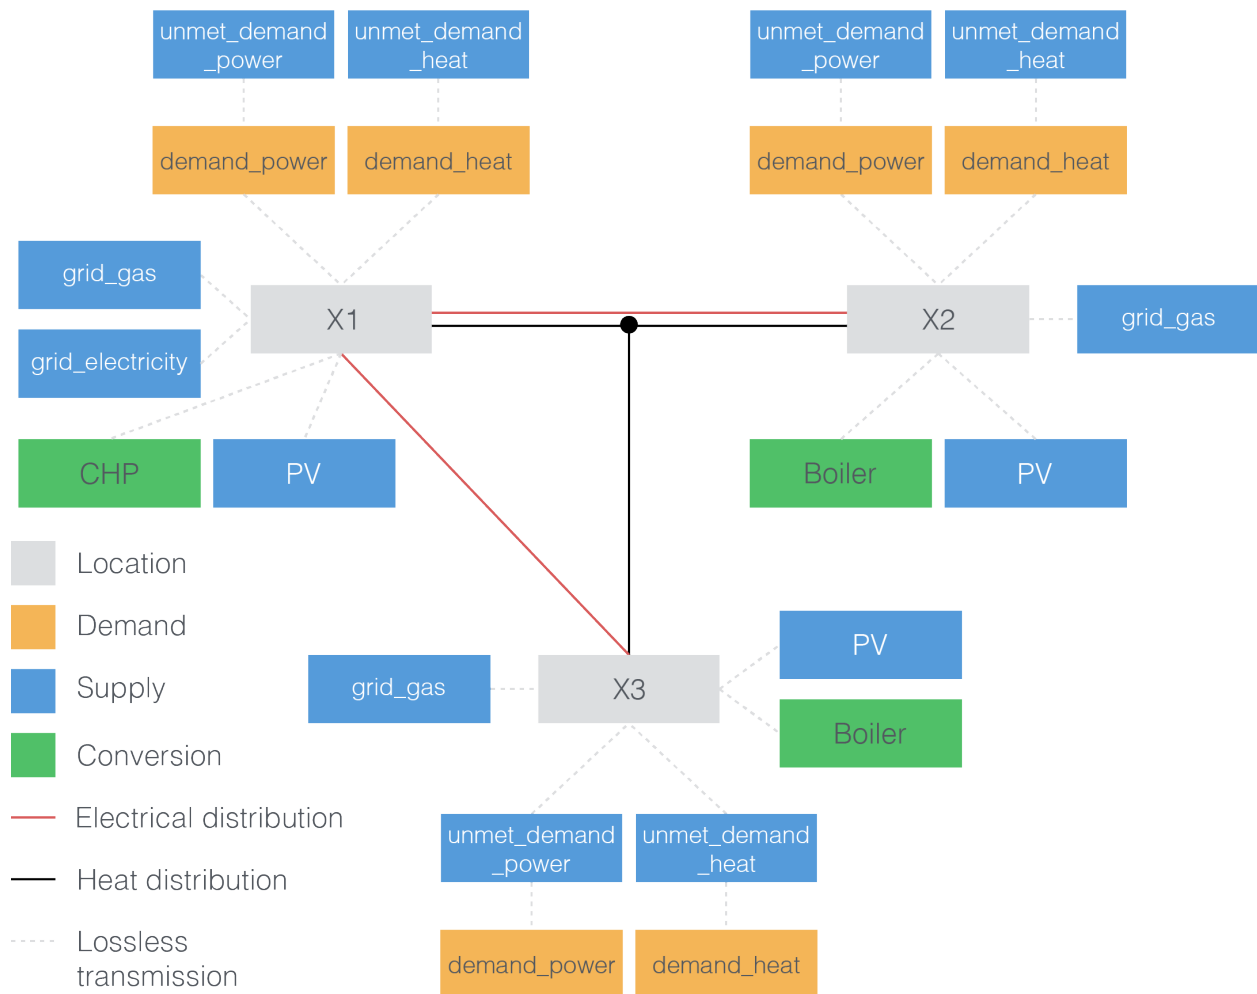 unmet_demand
_power
unmet_demand
_heat
unmet_demand
_power
unmet_demand
_heat
demand_power
demand_heat
demand_power
demand_heat
grid_gas
X1
X2
grid_gas
grid_electricity
CHP
PV
Boiler
PV
Location
Demand
PV
Supply
grid_gas
X3
Boiler
Conversion
Electrical distribution
unmet_demand
_power
unmet_demand
_heat
Heat distribution
Lossless
transmission
demand_power
demand_heat